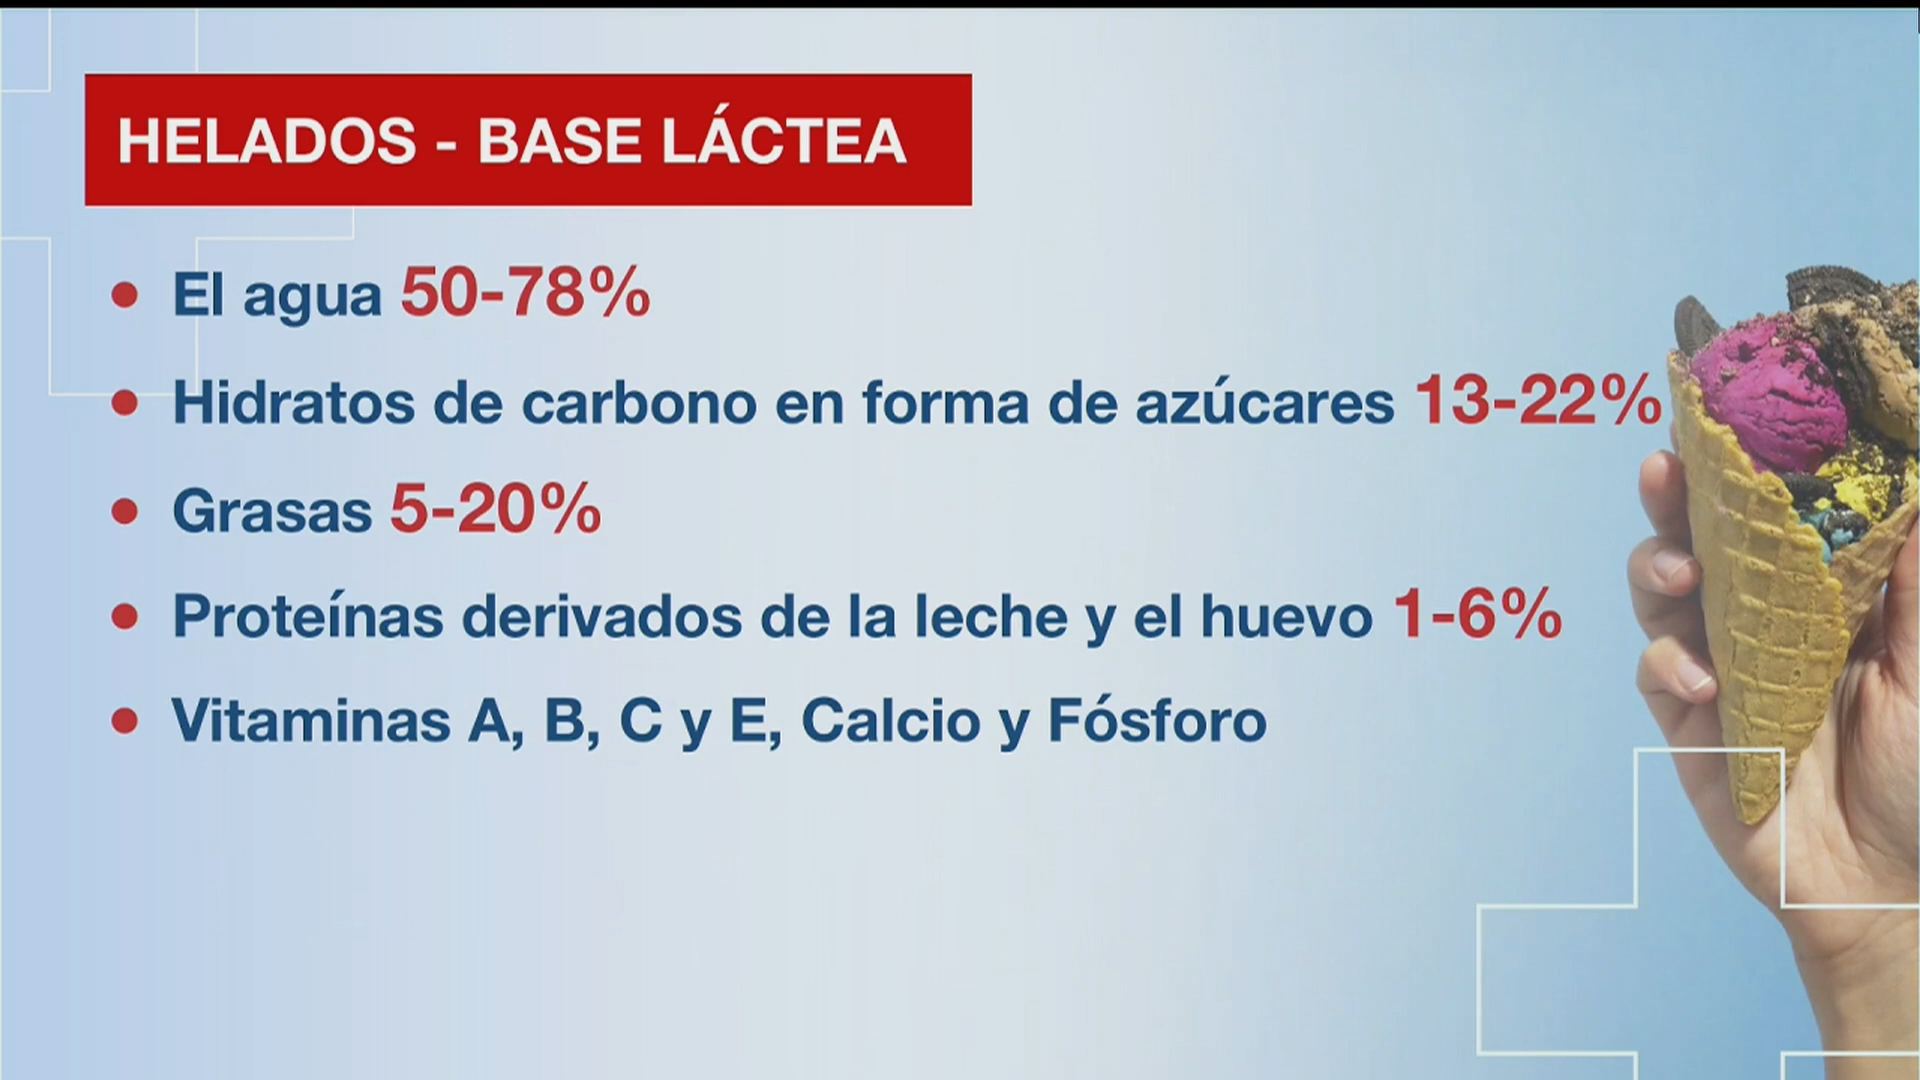 HELADOS - BASE LÁCTEA
El agua 50-78%
Hidratos de carbono en forma de azúcares 13-22%
Grasas 5-20%
Proteínas derivados de la leche y el huevo 1-6%
Vitaminas A, B, C y E, Calcio y Fósforo